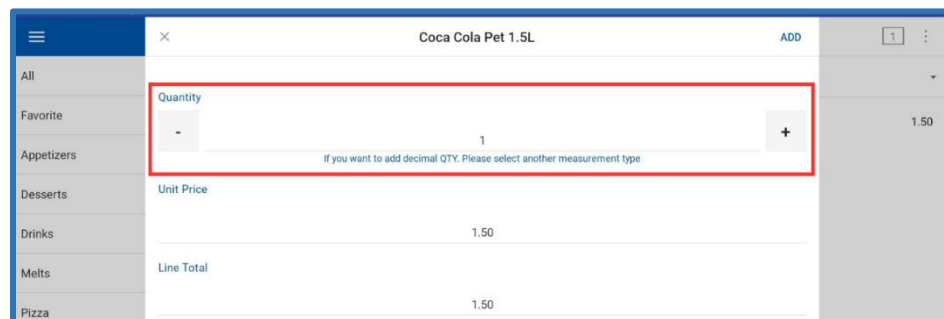 Coca Cola Pet 1.5L
ADD
1
All
Favorite
Appetizers
Desserts
Drinks
Melts
Pizza
Quantity
-
1
+
If you want to add decimal QTY. Please select another measurement type
Unit Price
1.50
Line Total
1.50
1.50